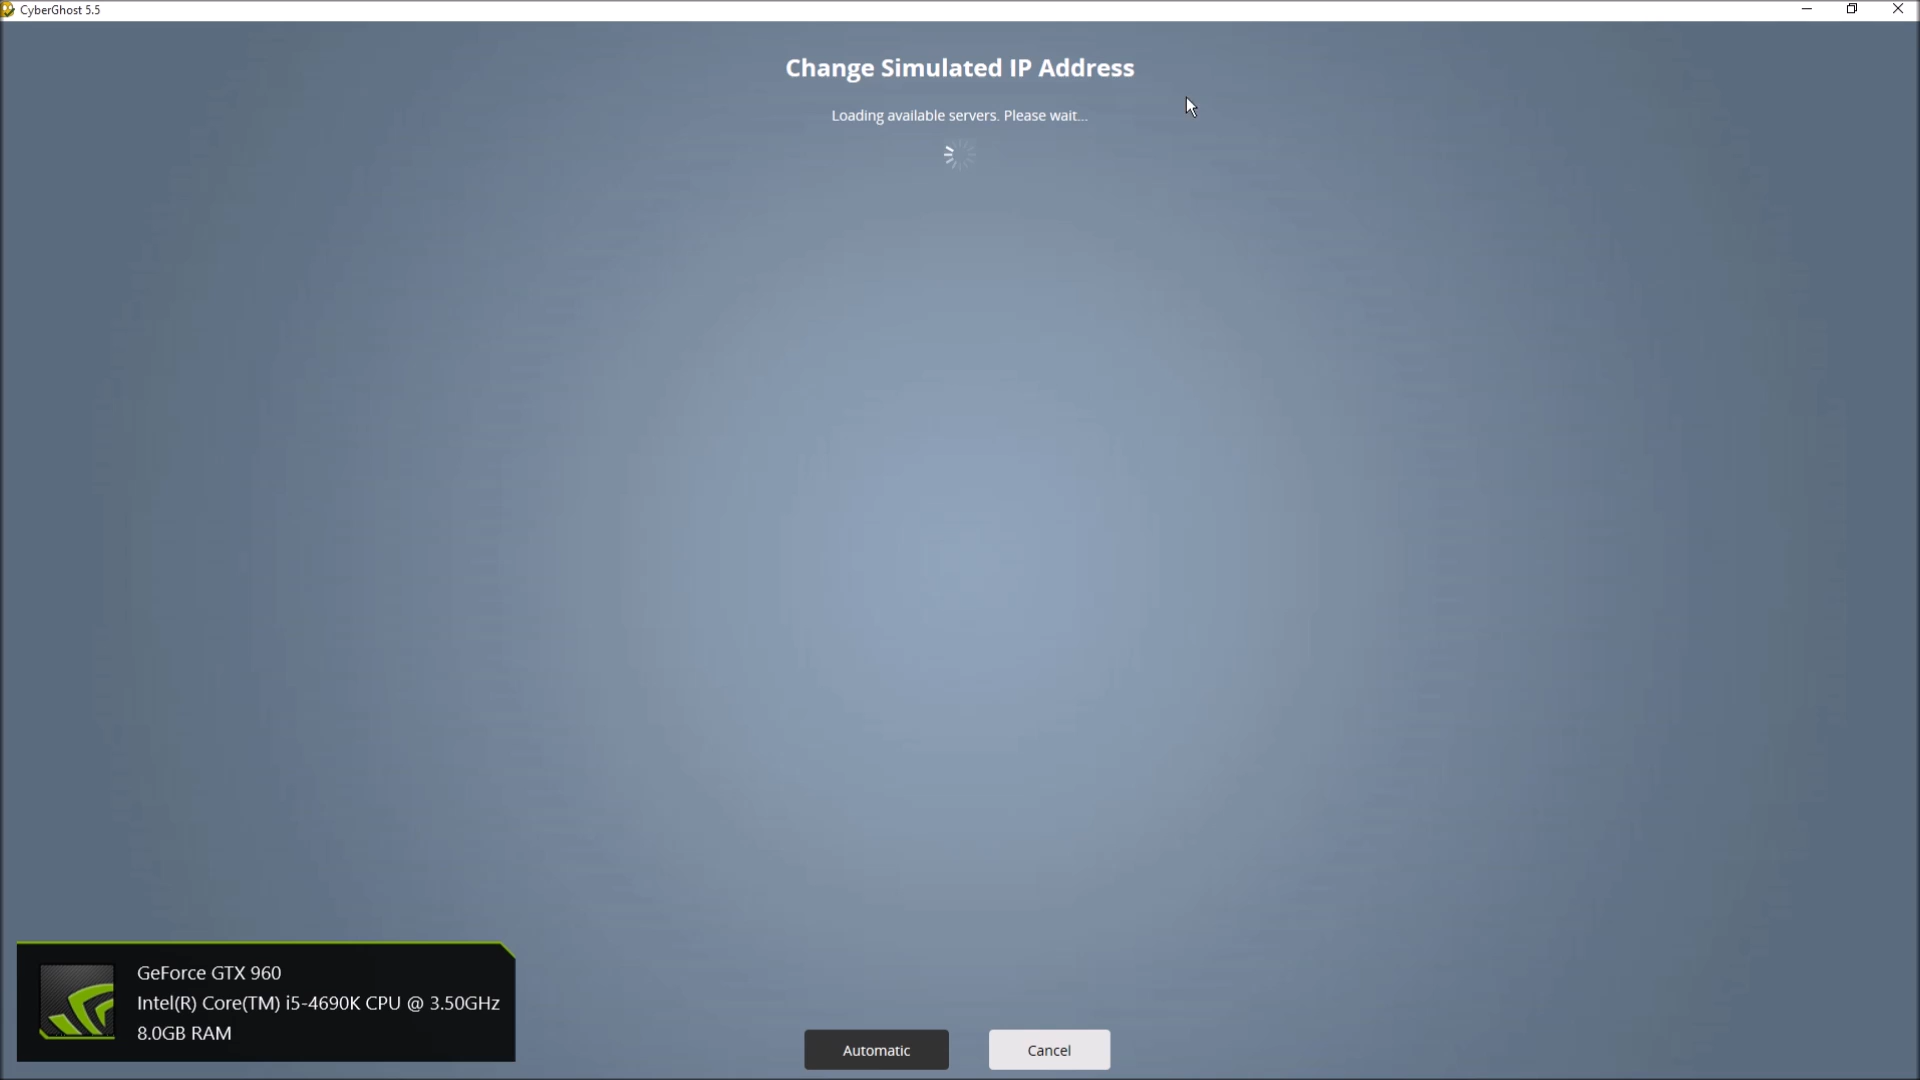 CyberGhost 5.5
Change Simulated IP Address
Loading available servers. Please wait...
GeForce GTX 960
Intel(R) Core(TM) i5-4690K CPU @ 3.50GHz
8.0GB RAM
Automatic
Cancel